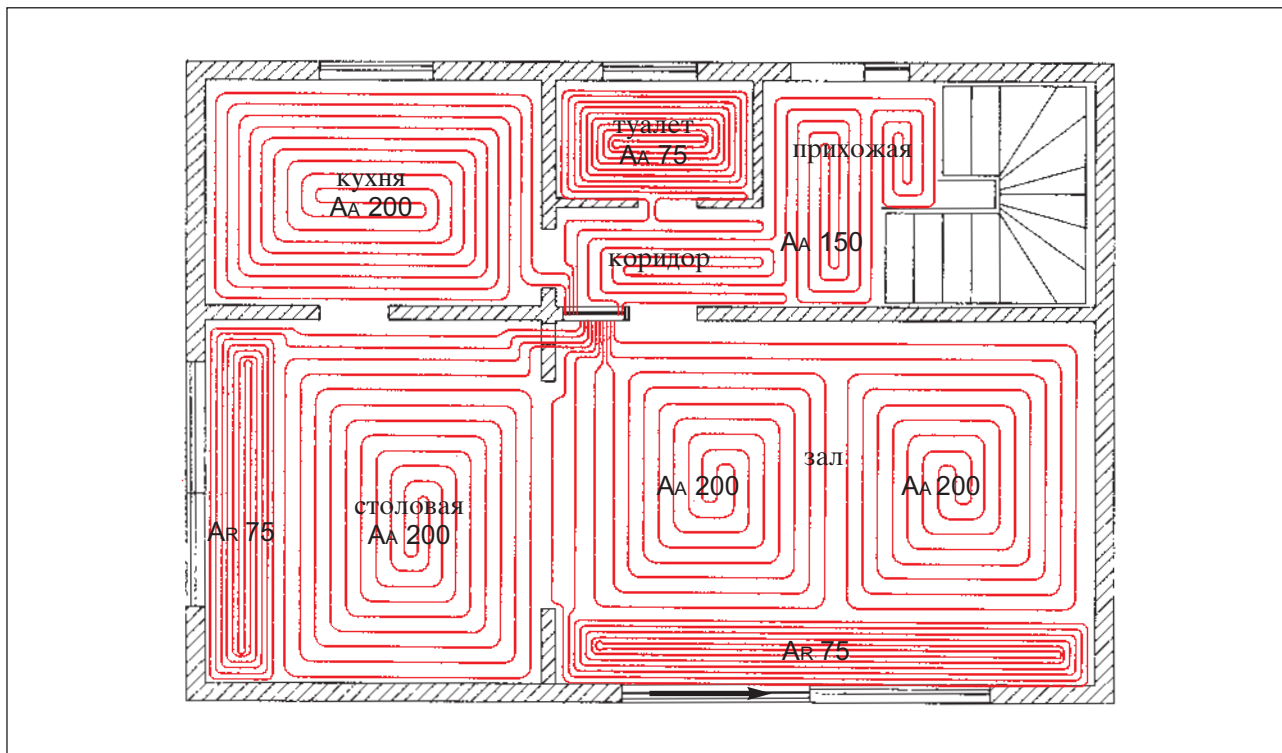 туалет
AA 75
прихожая
кухня
AA 200
AA 150
коридор
зал
AA 200
AA 200
столовая
AA 200
AR 75
AR 75